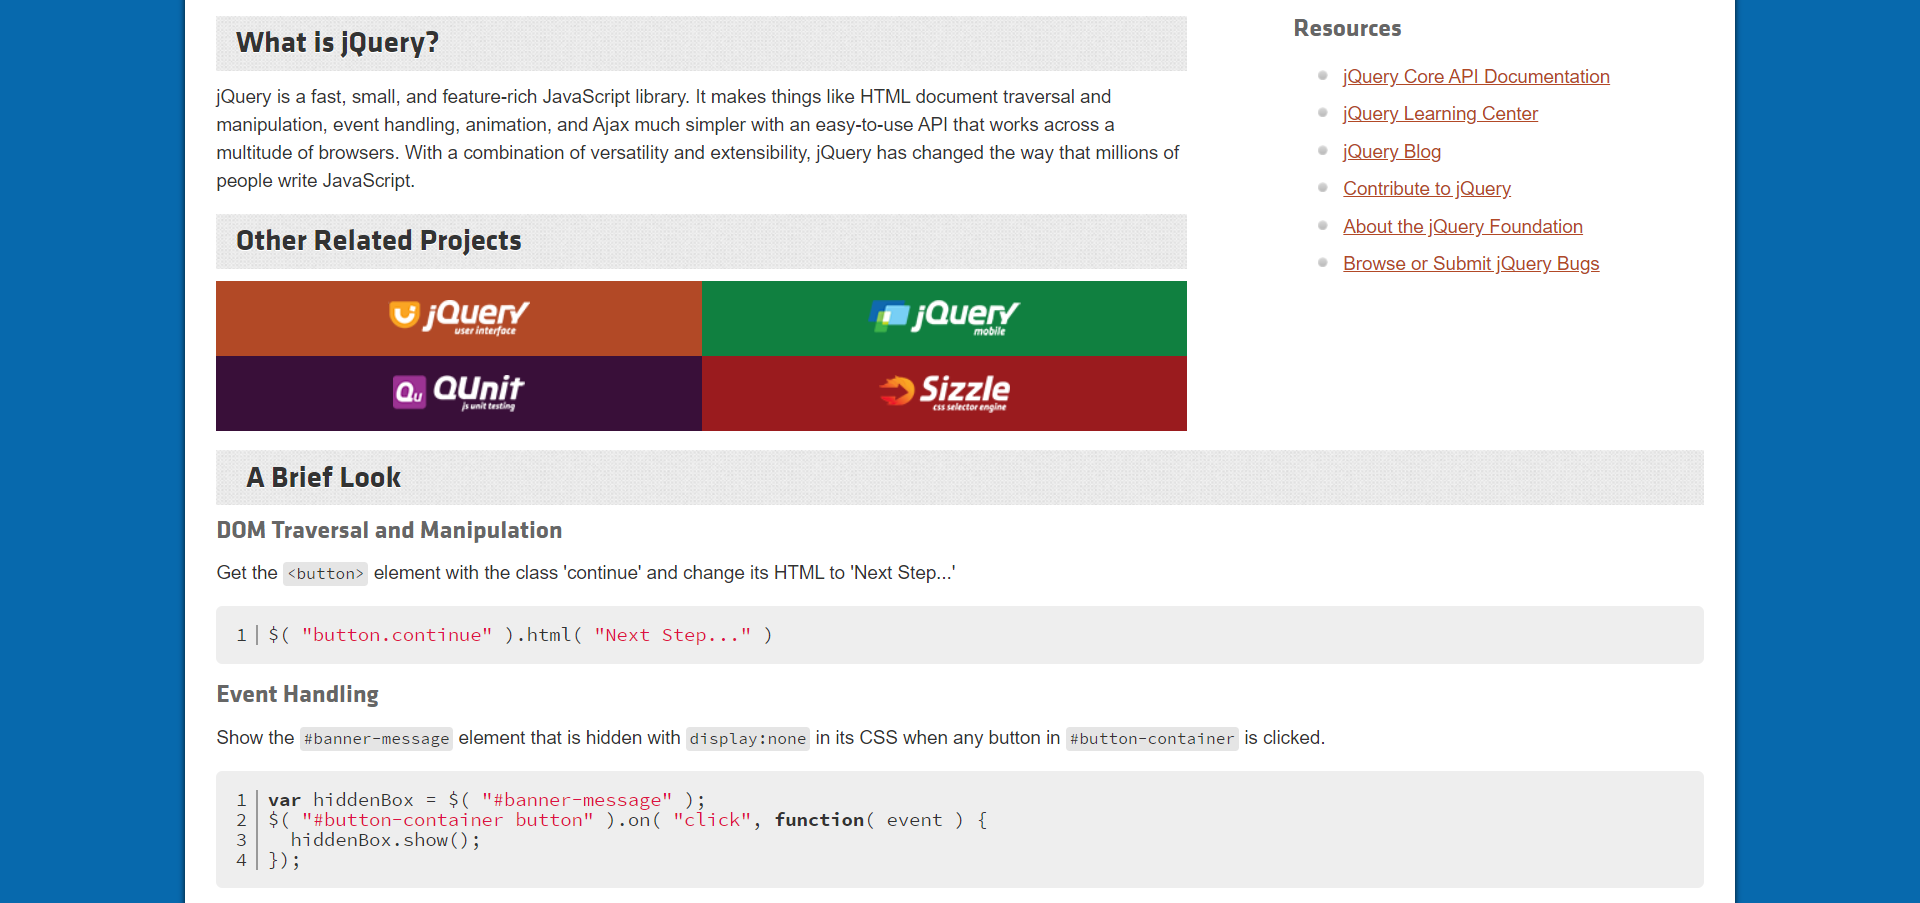 What is jQuery?
jQuery is a fast, small, and feature-rich JavaScript library. It makes things like HTML document traversal and
manipulation, event handling, animation, and Ajax much simpler with an easy-to-use API that works across a
multitude of browsers. With a combination of versatility and extensibility, jQuery has changed the way that millions of
people write JavaScript.
Other Related Projects
jQuery
user interface
jQuery
mobile
Qu QUnit
js unit testing
Sizzle
css selector engine
Resources
jQuery Core API Documentation
jQuery Learning Center
jQuery Blog
Contribute to jQuery
About the jQuery Foundation
Browse or Submit jQuery Bugs
A Brief Look
DOM Traversal and Manipulation
Get the <button> element with the class 'continue' and change its HTML to 'Next Step...'
1 $( "button.continue" ).html( "Next Step..." )
Event Handling
Show the #banner-message element that is hidden with display:none in its CSS when any button in #button-container is clicked.
1 var hiddenBox = $( "#banner-message" );
2 $( "#button-container button" ).on( "click", function( event ) {
3   hiddenBox.show();
4 });